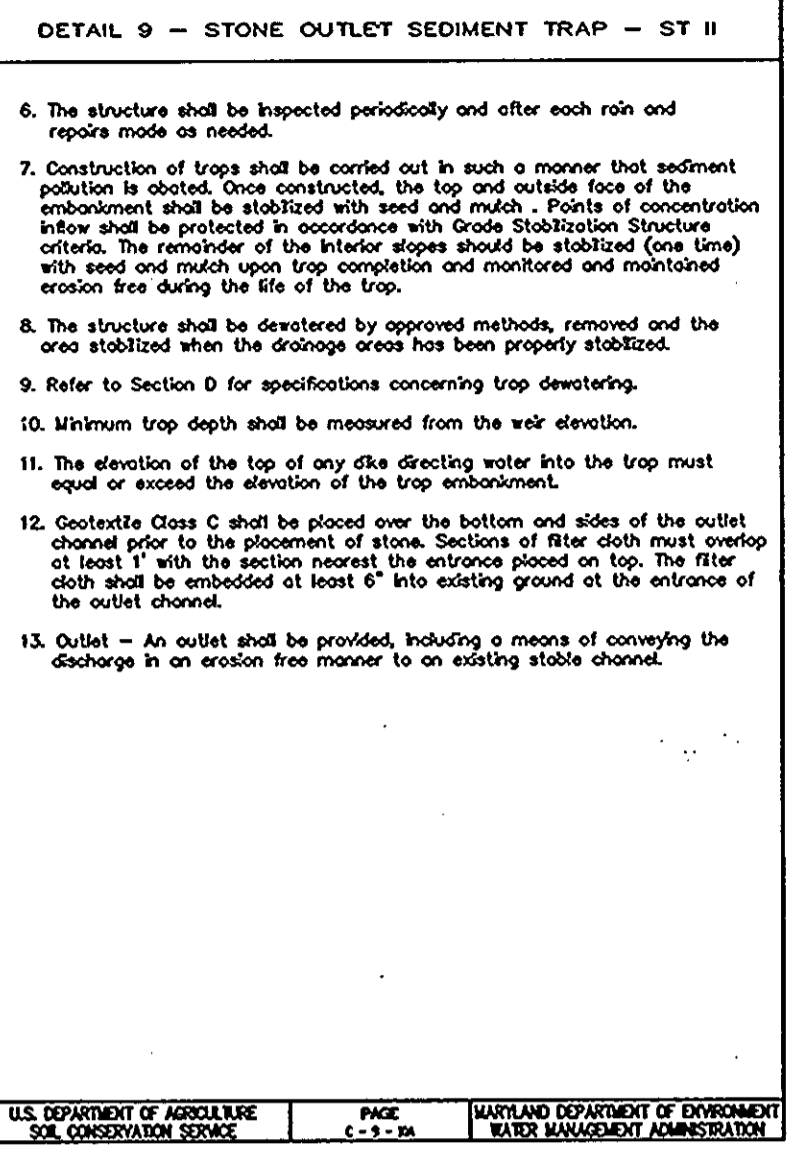 DETAIL 9 — STONE OUTLET SEDIMENT TRAP — ST II
6. The structure shall be inspected periodically and after each rain and
repairs made as needed.
7. Construction of traps shall be carried out in such a manner that sediment
pollution is abated. Once constructed, the top and outside face of the
embankment shall be stabilized with seed and mulch . Points of concentration
inflow shall be protected in accordance with Grade Stabilization Structure
criteria. The remainder of the interior slopes should be stabilized (one time)
with seed and mulch upon trap completion and monitored and maintained
erosion free during the life of the trap.
8. The structure shall be dewatered by approved methods, removed and the
area stabilized when the drainage areas has been properly stabilized.
9. Refer to Section D for specifications concerning trap dewatering.
10. Minimum trap depth shall be measured from the weir elevation.
11. The elevation of the top of any dike directing water into the trap must
equal or exceed the elevation of the trap embankment.
12. Geotextile Class C shall be placed over the bottom and sides of the outlet
channel prior to the placement of stone. Sections of filter cloth must overlap
at least 1' with the section nearest the entrance placed on top. The filter
cloth shall be embedded at least 6" into existing ground at the entrance of
the outlet channel.
13. Outlet — An outlet shall be provided, including a means of conveying the
discharge in an erosion free manner to an existing stable channel.
U.S. DEPARTMENT OF AGRICULTURE
SOIL CONSERVATION SERVICE
PAGE
C - 9 - 10A
MARYLAND DEPARTMENT OF ENVIRONMENT
WATER MANAGEMENT ADMINISTRATION